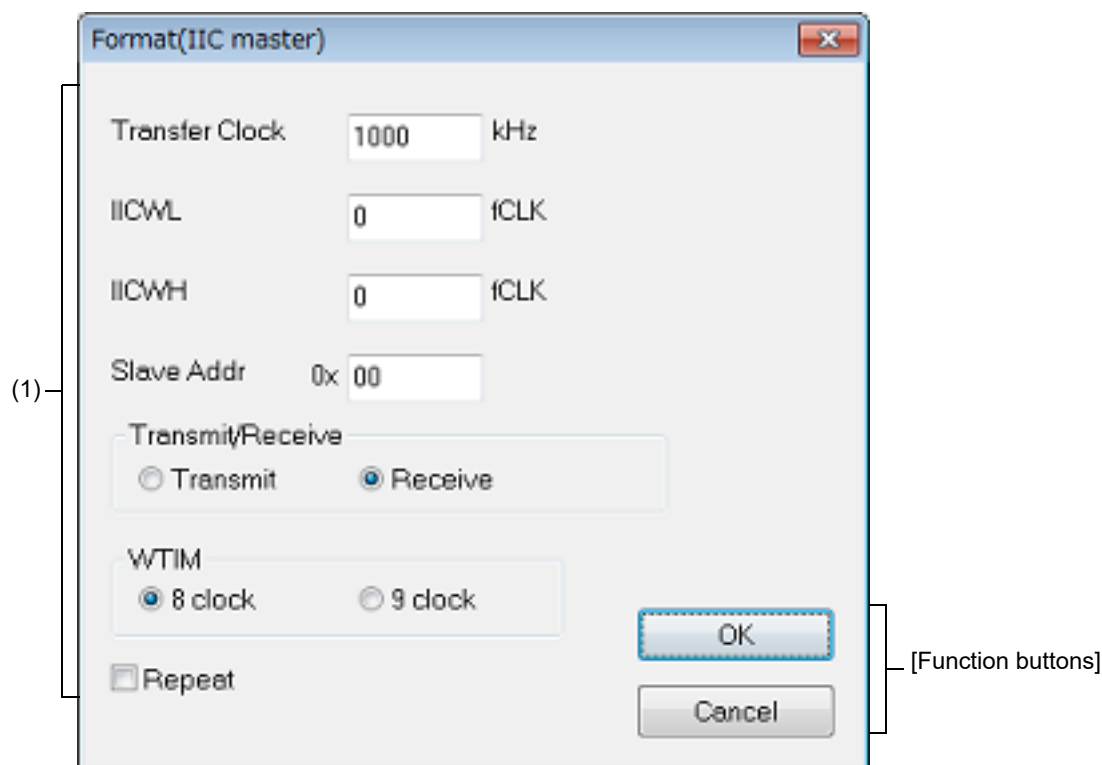 Format(IIC master)
Transfer Clock 1000 kHz
IICWL 0 fCLK
IICWH 0 fCLK
Slave Addr 0x 00
(1)
Transmit/Receive
Transmit Receive
WTIM
8 clock 9 clock
OK
[Function buttons]
Repeat
Cancel